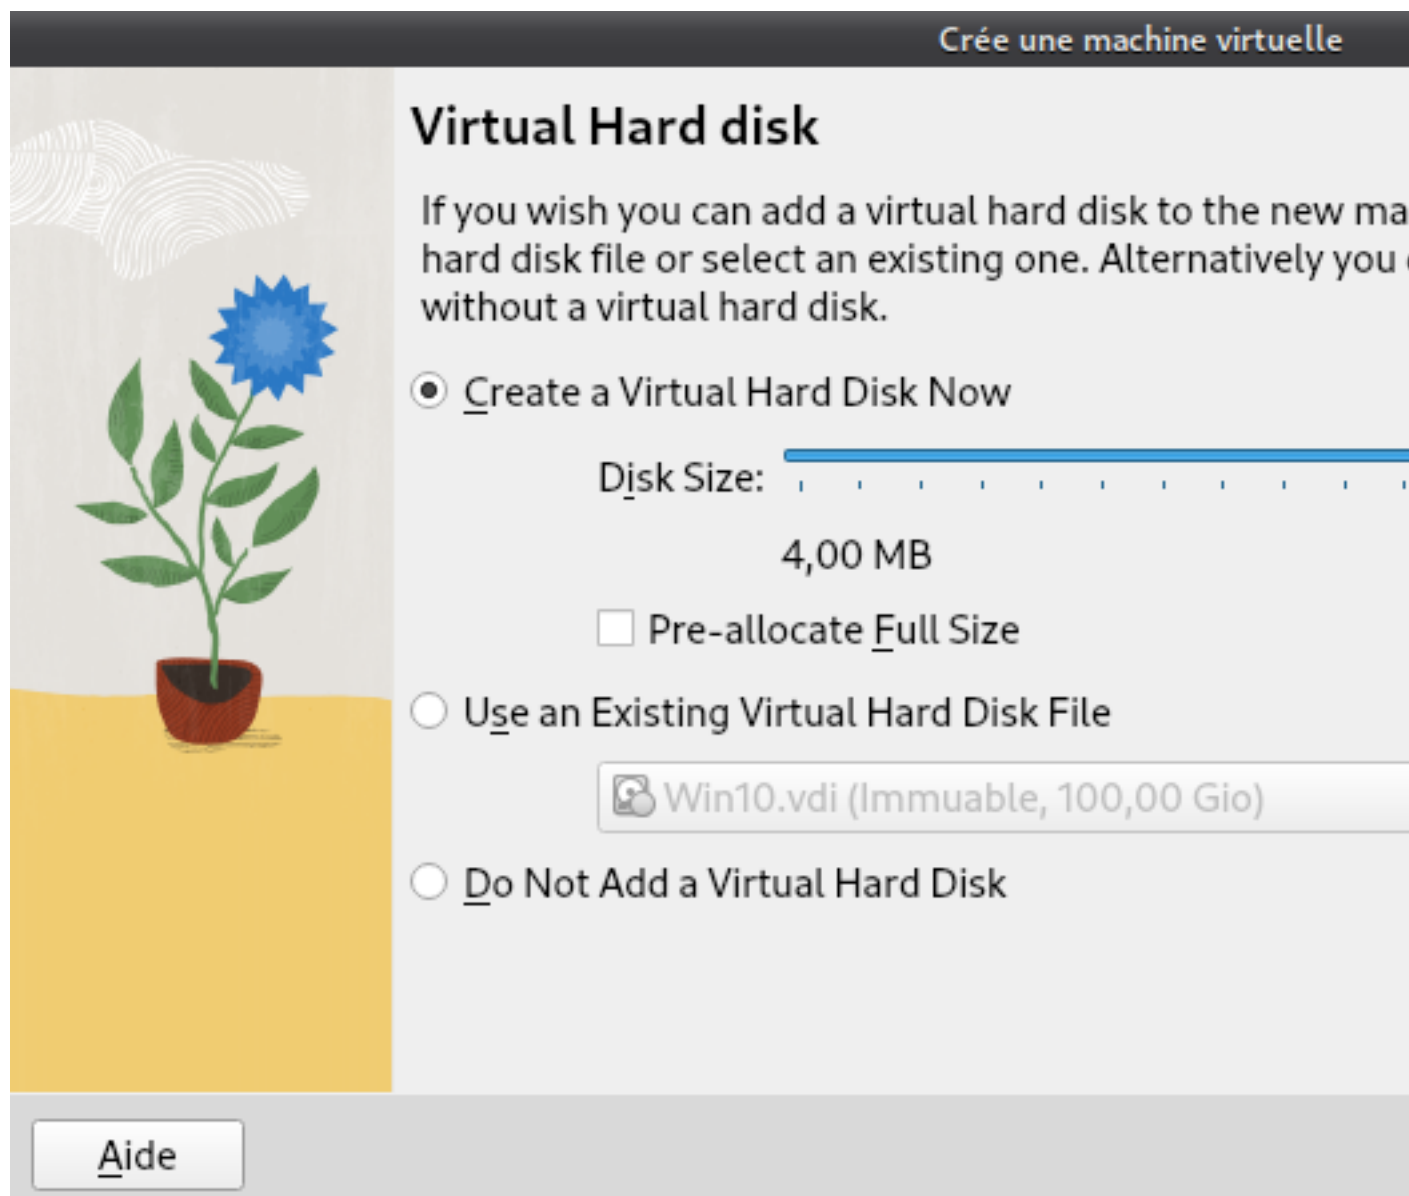 Crée une machine virtuelle
Virtual Hard disk
If you wish you can add a virtual hard disk to the new ma
hard disk file or select an existing one. Alternatively you
without a virtual hard disk.
Create a Virtual Hard Disk Now
Disk Size:
4,00 MB
Pre-allocate Full Size
Use an Existing Virtual Hard Disk File
Win10.vdi (Immuable, 100,00 Gio)
Do Not Add a Virtual Hard Disk
Aide